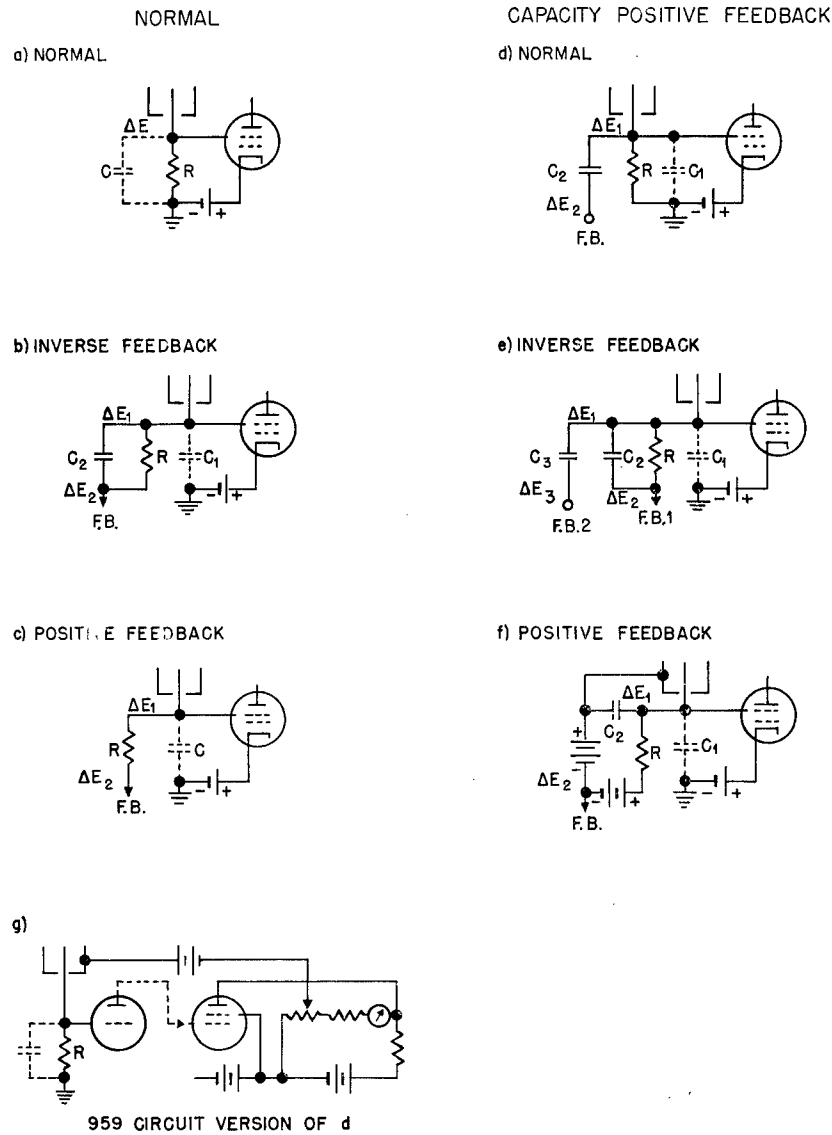 NORMAL
CAPACITY POSITIVE FEEDBACK
a) NORMAL
ΔE
C
R
- +
d) NORMAL
ΔE1
C2
R
C1
ΔE2
- +
F.B.
b) INVERSE FEEDBACK
ΔE1
C2
R
C1
ΔE2
- +
F.B.
e) INVERSE FEEDBACK
ΔE1
C3
C2
R
C1
ΔE3
ΔE2
- +
F.B.2
F.B.1
c) POSITIVE FEEDBACK
ΔE1
R
C
ΔE2
- +
F.B.
f) POSITIVE FEEDBACK
ΔE1
+
C2
R
C1
-
ΔE2
- +
- +
F.B.
g)
R
959 CIRCUIT VERSION OF d